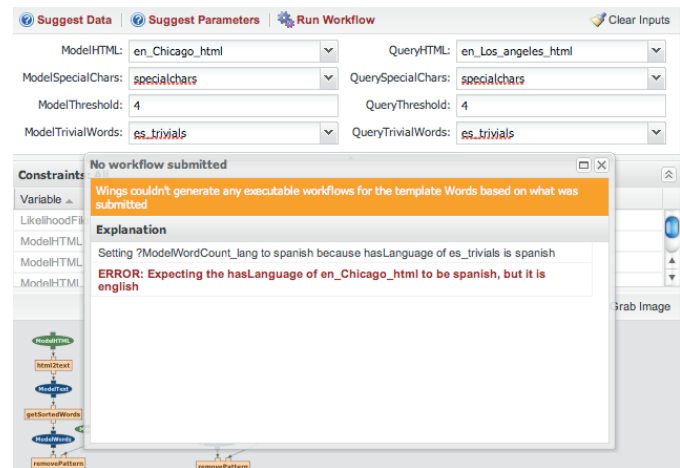 Suggest Data Suggest Parameters Run Workflow Clear Inputs
ModelHTML: en_Chicago_html QueryHTML: en_Los_angeles_html
ModelSpecialChars: specialchars QuerySpecialChars: specialchars
ModelThreshold: 4 QueryThreshold: 4
ModelTrivialWords: es_trivials QueryTrivialWords: es_trivials
No workflow submitted
Constraints: All
Wings couldn't generate any executable workflows for the template Words based on what was
submitted
Variable
Explanation
LikelihoodFil
Setting ?ModelWordCount_lang to spanish because hasLanguage of es_trivials is spanish
ModelHTML
ModelHTML
ERROR: Expecting the hasLanguage of en_Chicago_html to be spanish, but it is
english
ModelHTML
Grab Image
ModelHTML
html2text
ModelText
getSortedWords
ModelWords
removePattern removePattern